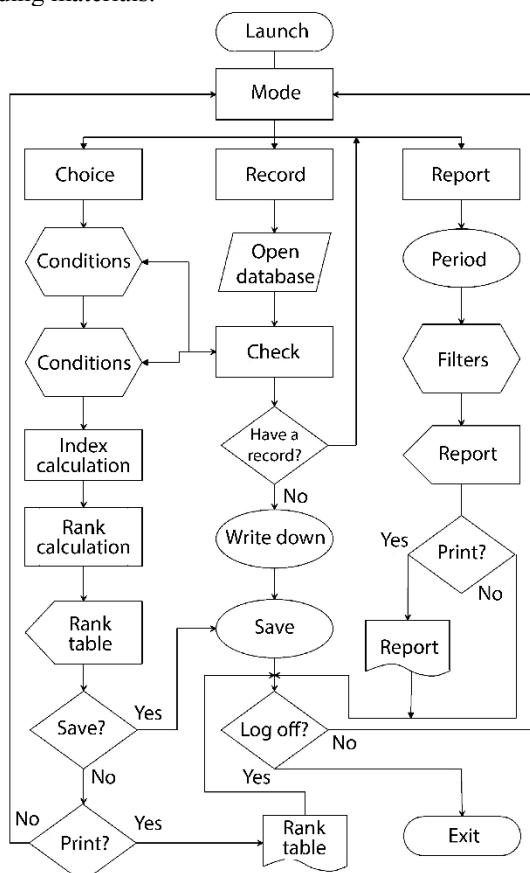 ding materials.
Launch
Mode
Choice
Record
Report
Conditions
Open
database
Period
Conditions
Check
Filters
Index
calculation
Have a
record?
Report
No
Rank
calculation
Write down
Yes
Print?
No
Rank
table
Save
Report
Save?
Yes
Log off?
No
No
Yes
No
Print?
Yes
Rank
table
Exit